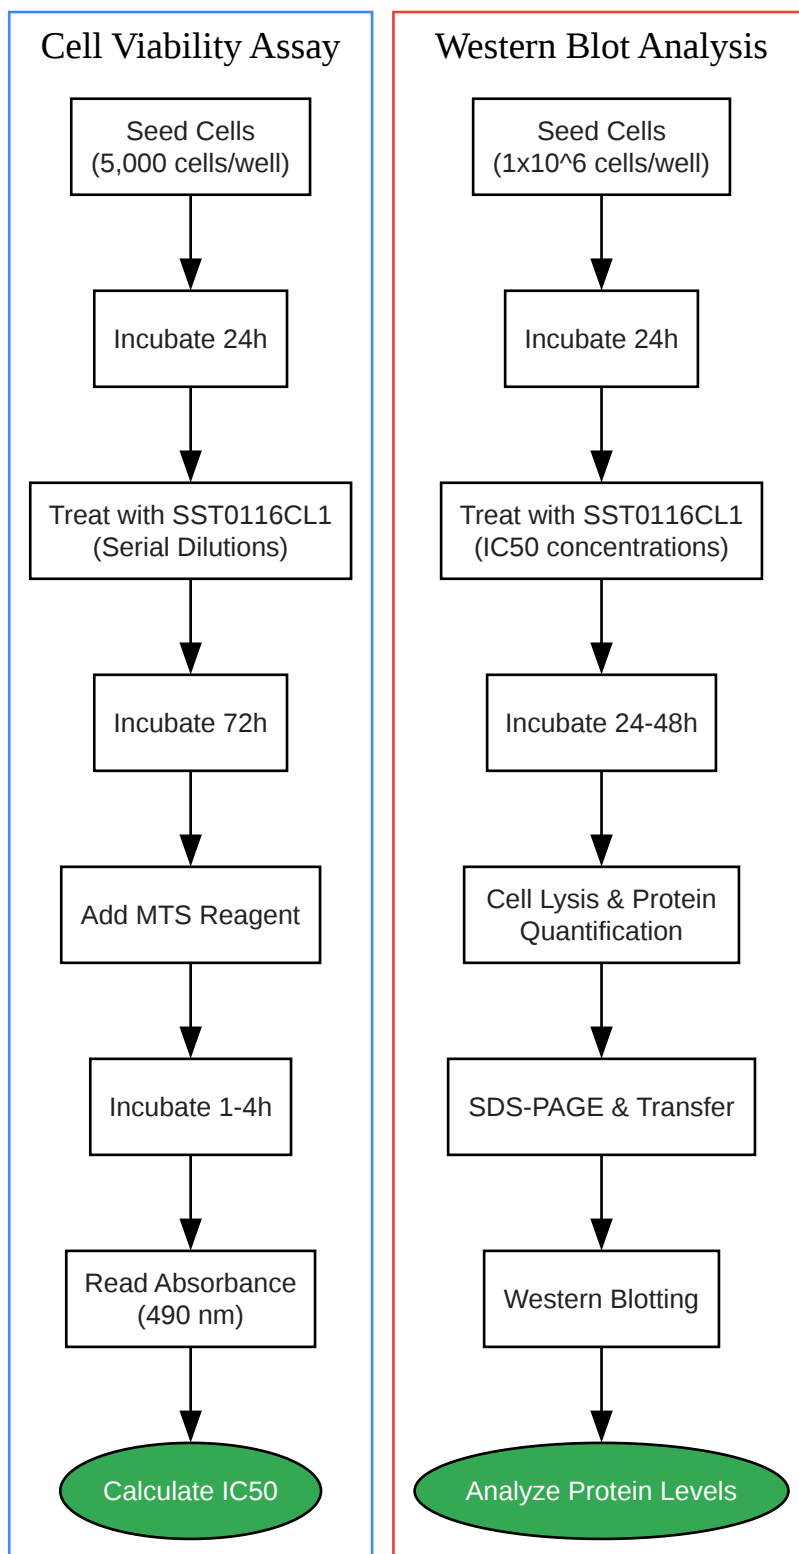 Cell Viability Assay
Seed Cells
(5,000 cells/well)
Incubate 24h
Treat with SST0116CL1
(Serial Dilutions)
Incubate 72h
Add MTS Reagent
Incubate 1-4h
Read Absorbance
(490 nm)
Calculate IC50
Western Blot Analysis
Seed Cells
(1x10^6 cells/well)
Incubate 24h
Treat with SST0116CL1
(IC50 concentrations)
Incubate 24-48h
Cell Lysis & Protein
Quantification
SDS-PAGE & Transfer
Western Blotting
Analyze Protein Levels